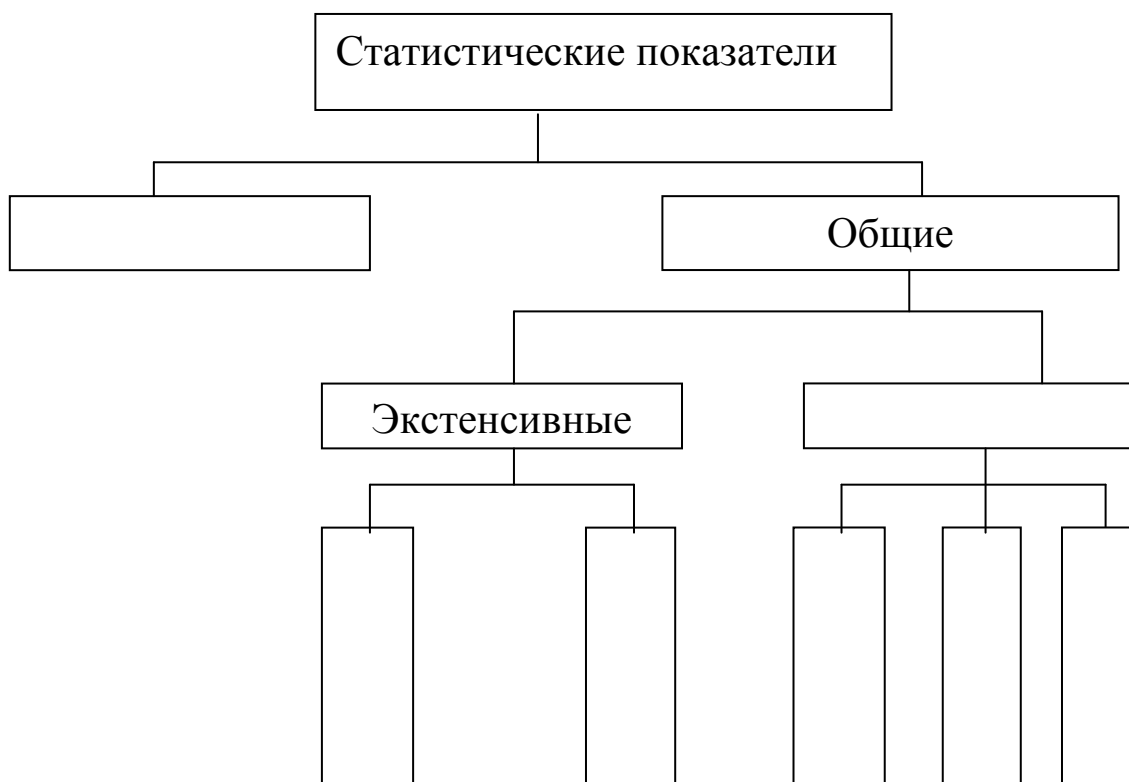 Статистические показатели
Общие
Экстенсивные